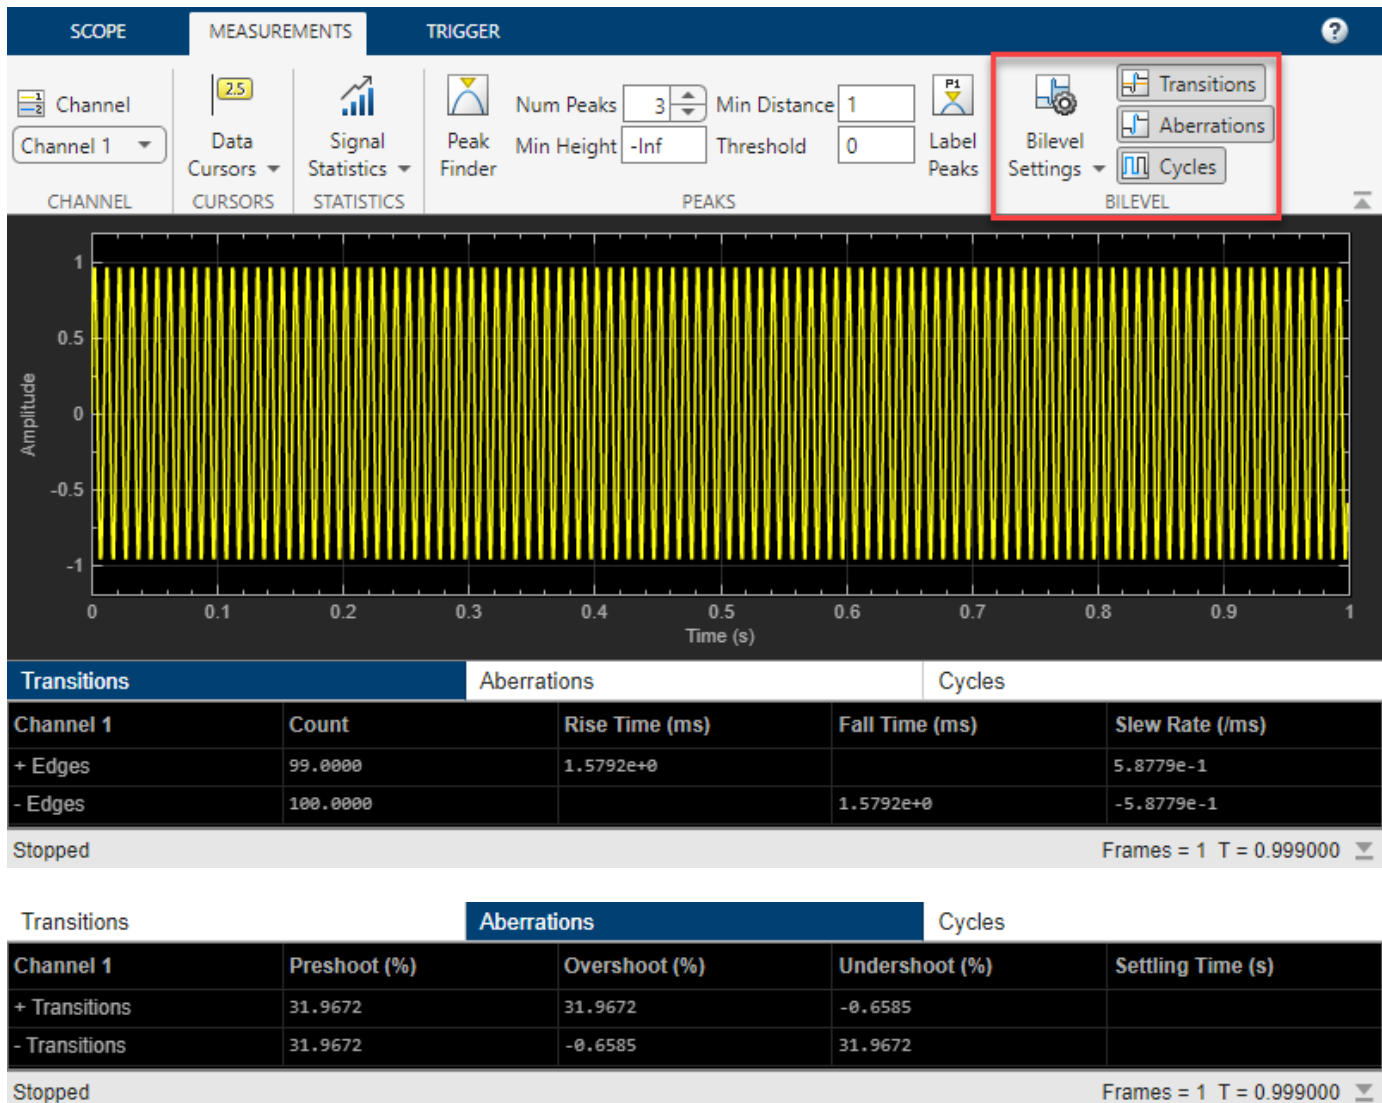 SCOPE MEASUREMENTS TRIGGER ?
Channel
Channel 1
CHANNEL
2.5
Data
Cursors
CURSORS
Signal
Statistics
STATISTICS
Peak
Finder
Num Peaks 3 Min Distance 1
Min Height -Inf Threshold 0
P1
Label
Peaks
PEAKS
Bilevel
Settings
Transitions
Aberrations
Cycles
BILEVEL
Amplitude
1
0.5
0
-0.5
-1
0 0.1 0.2 0.3 0.4 0.5 0.6 0.7 0.8 0.9 1
Time (s)
Transitions Aberrations Cycles
Channel 1 Count Rise Time (ms) Fall Time (ms) Slew Rate (/ms)
+ Edges 99.0000 1.5792e+0 5.8779e-1
- Edges 100.0000 1.5792e+0 -5.8779e-1
Stopped Frames = 1 T = 0.999000
Transitions Aberrations Cycles
Channel 1 Preshoot (%) Overshoot (%) Undershoot (%) Settling Time (s)
+ Transitions 31.9672 31.9672 -0.6585
- Transitions 31.9672 -0.6585 31.9672
Stopped Frames = 1 T = 0.999000